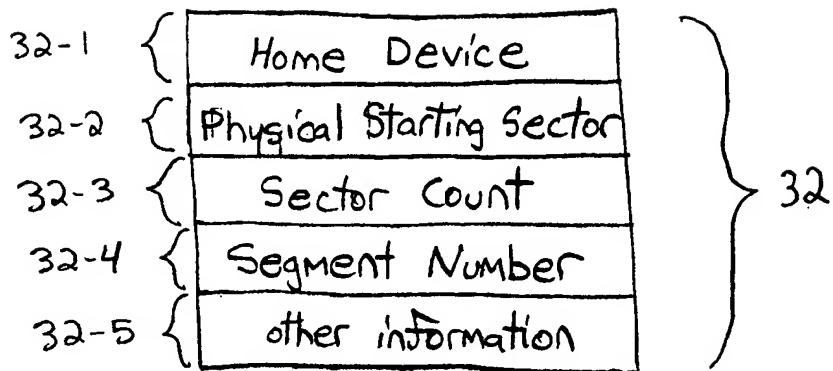 32-1 Home Device
32-2 Physical Starting Sector
32-3 Sector Count 32
32-4 Segment Number
32-5 other information